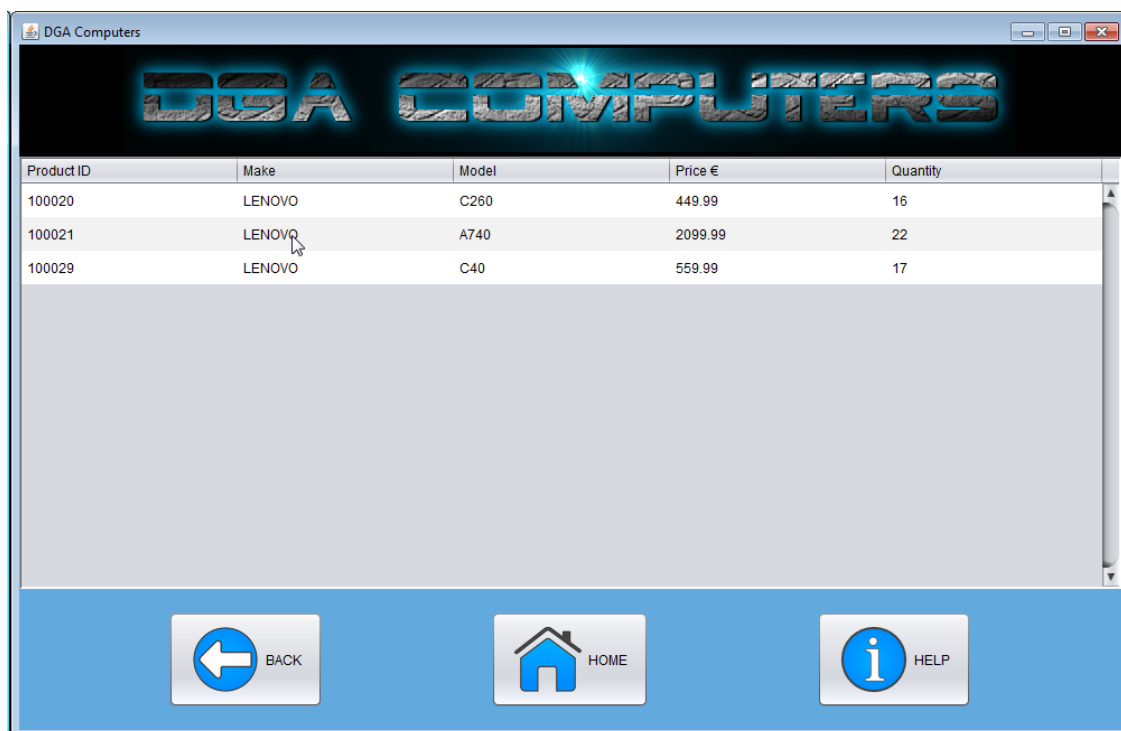 DGA Computers
DGA COMPUTERS
Product ID Make Model Price € Quantity
100020 LENOVO C260 449.99 16
100021 LENOVO A740 2099.99 22
100029 LENOVO C40 559.99 17
BACK HOME HELP